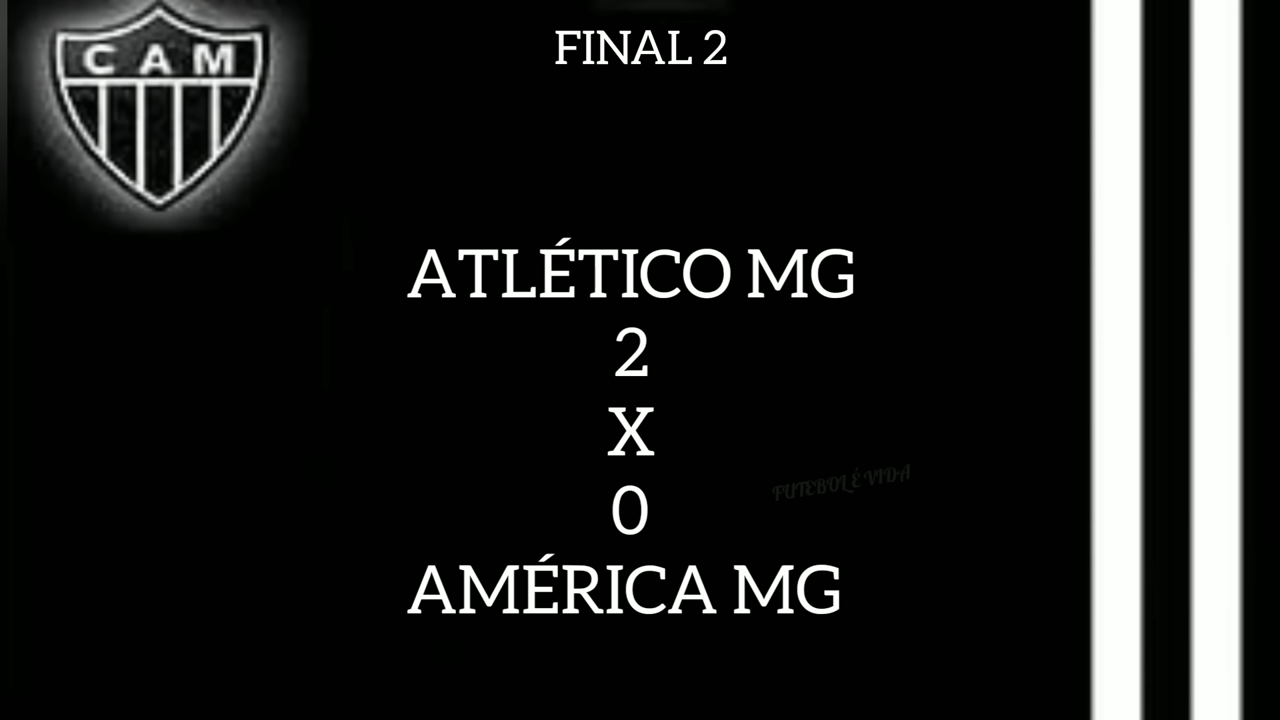 CAM
FINAL 2
ATLÉTICO MG
2
X
0
FUTEBOL É VIDA
AMÉRICA MG